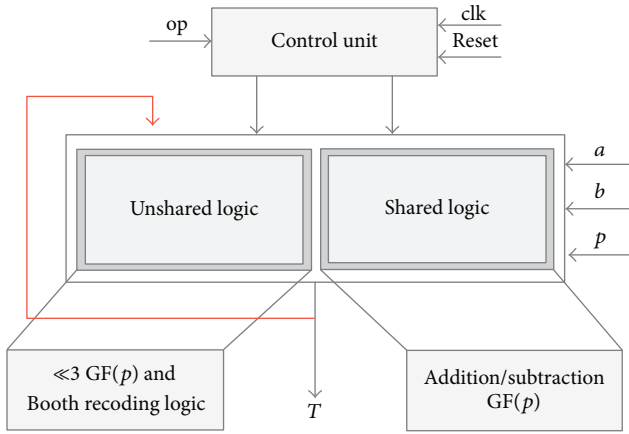 op
Control unit
clk
Reset
Unshared logic
Shared logic
a
b
p
≪3 GF(p) and
Booth recoding logic
T
Addition/subtraction
GF(p)